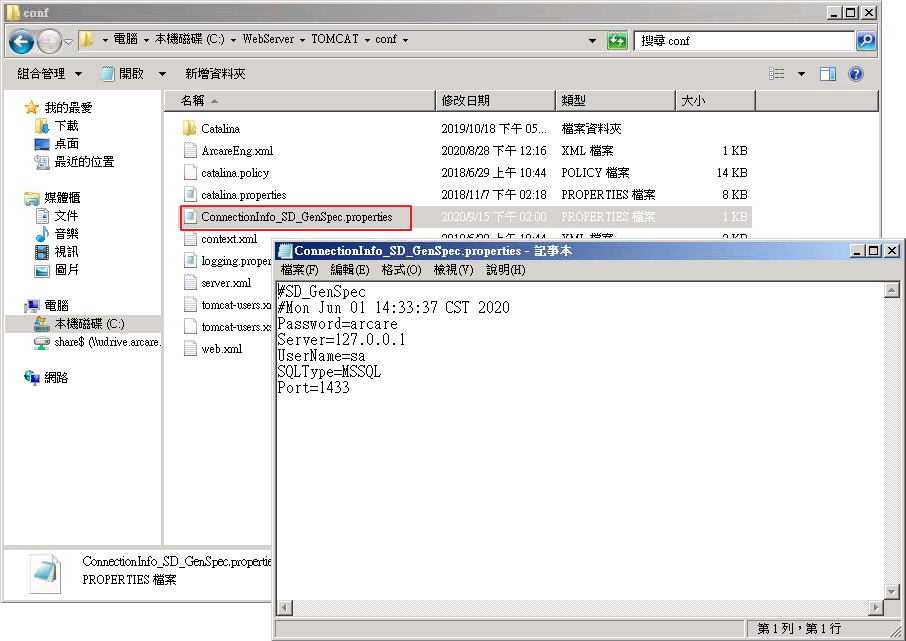 conf
電腦 本機磁碟 (C:) WebServer TOMCAT conf
搜尋 conf
組合管理 開啟 新增資料夾
名稱 修改日期 類型 大小
我的最愛
下載
桌面
最近的位置
媒體櫃
文件
音樂
視訊
圖片
電腦
本機磁碟 (C:)
share$ (\\udrive.arcare.
網路
Catalina 2019/10/18 下午 05... 檔案資料夾
ArcareEng.xml 2020/8/28 下午 12:16 XML 檔案 1 KB
catalina.policy 2018/6/29 上午 10:44 POLICY 檔案 14 KB
catalina.properties 2018/11/7 下午 02:18 PROPERTIES 檔案 8 KB
ConnectionInfo_SD_GenSpec.properties 2020/9/15 下午 02:00 PROPERTIES 檔案 1 KB
context.xml 2018/6/29 上午 10:44 XML 檔案 2 KB
logging.proper
server.xml
tomcat-users.x
tomcat-users.xs
web.xml
ConnectionInfo_SD_GenSpec.properties - 記事本
檔案(F) 編輯(E) 格式(O) 檢視(V) 說明(H)
#SD_GenSpec
#Mon Jun 01 14:33:37 CST 2020
Password=arcare
Server=127.0.0.1
UserName=sa
SQLType=MSSQL
Port=1433
第 1 列，第 1 行
ConnectionInfo_SD_GenSpec.propertie
PROPERTIES 檔案